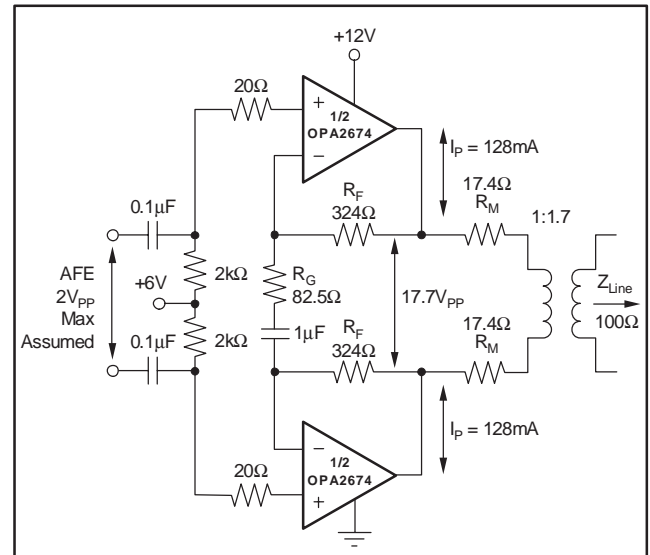 +12V
20Ω
+
1/2
OPA2674
−
I_P = 128mA
0.1µF
R_F
324Ω
17.4Ω
R_M
1:1.7
AFE
2V_PP
Max
Assumed
+6V
2kΩ
2kΩ
R_G
82.5Ω
1µF
17.7V_PP
Z_Line
100Ω
0.1µF
R_F
324Ω
17.4Ω
R_M
−
1/2
OPA2674
+
20Ω
I_P = 128mA